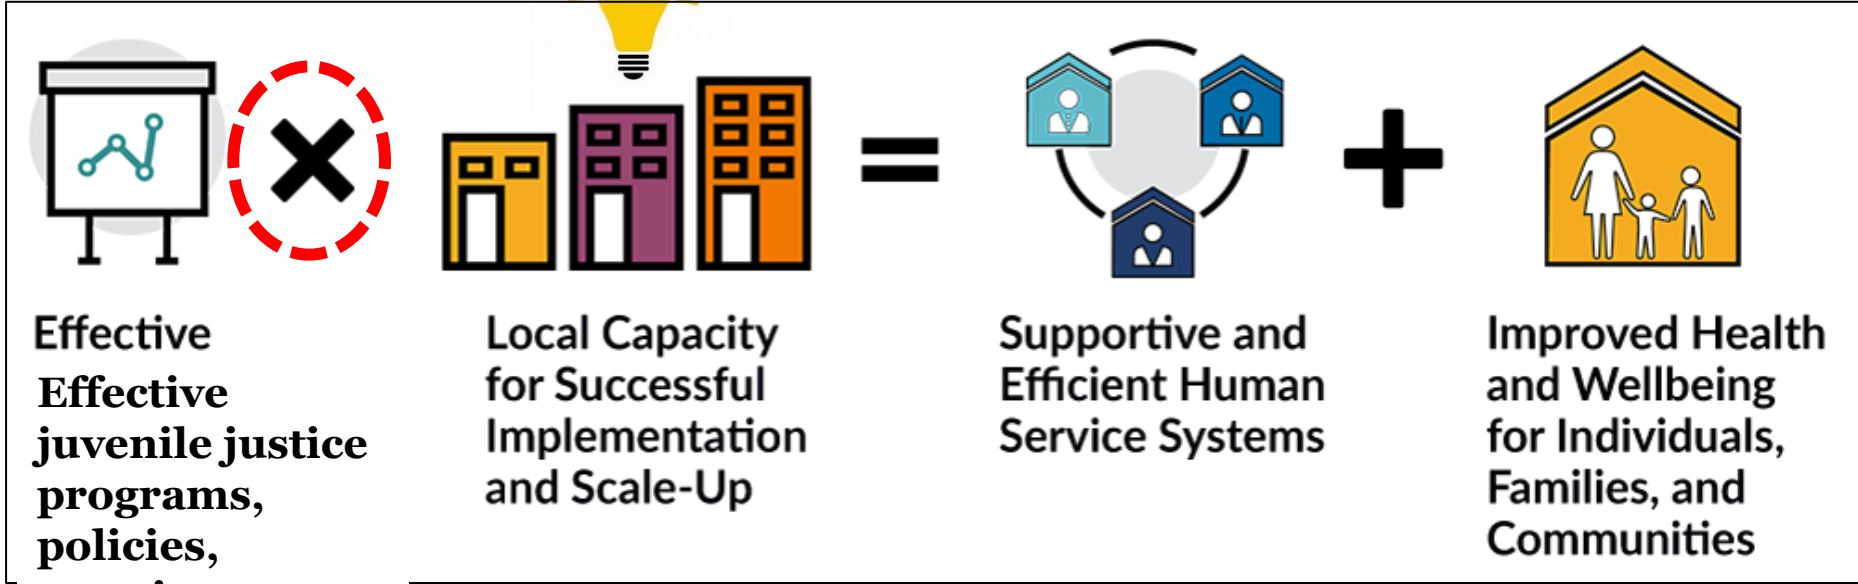 Effective
Effective
juvenile justice
programs,
policies,
Local Capacity
for Successful
Implementation
and Scale-Up
Supportive and
Efficient Human
Service Systems
Improved Health
and Wellbeing
for Individuals,
Families, and
Communities